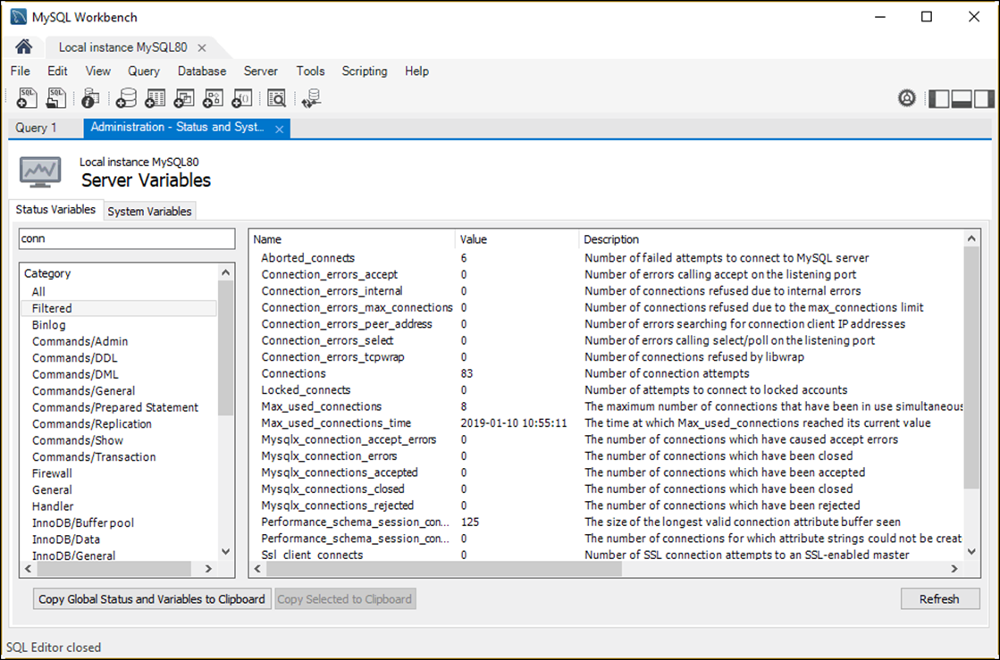 MySQL Workbench
Local instance MySQL80
File Edit View Query Database Server Tools Scripting Help
SQL SQL
Query 1 Administration - Status and Syst...
Local instance MySQL80
Server Variables
Status Variables System Variables
conn
Category
All
Filtered
Binlog
Commands/Admin
Commands/DDL
Commands/DML
Commands/General
Commands/Prepared Statement
Commands/Replication
Commands/Show
Commands/Transaction
Firewall
General
Handler
InnoDB/Buffer pool
InnoDB/Data
InnoDB/General
Name Value Description
Aborted_connects 6 Number of failed attempts to connect to MySQL server
Connection_errors_accept 0 Number of errors calling accept on the listening port
Connection_errors_internal 0 Number of connections refused due to internal errors
Connection_errors_max_connections 0 Number of connections refused due to the max_connections limit
Connection_errors_peer_address 0 Number of errors searching for connection client IP addresses
Connection_errors_select 0 Number of errors calling select/poll on the listening port
Connection_errors_tcpwrap 0 Number of connections refused by libwrap
Connections 83 Number of connection attempts
Locked_connects 0 Number of attempts to connect to locked accounts
Max_used_connections 8 The maximum number of connections that have been in use simultaneous
Max_used_connections_time 2019-01-10 10:55:11 The time at which Max_used_connections reached its current value
Mysqlx_connection_accept_errors 0 The number of connections which have caused accept errors
Mysqlx_connection_errors 0 The number of connections which have been closed
Mysqlx_connections_accepted 0 The number of connections which have been accepted
Mysqlx_connections_closed 0 The number of connections which have been closed
Mysqlx_connections_rejected 0 The number of connections which have been rejected
Performance_schema_session_con... 125 The size of the longest valid connection attribute buffer seen
Performance_schema_session_con... 0 The number of connections for which attribute strings could not be creat
Ssl_client_connects 0 Number of SSL connection attempts to an SSL-enabled master
Copy Global Status and Variables to Clipboard Copy Selected to Clipboard Refresh
SQL Editor closed